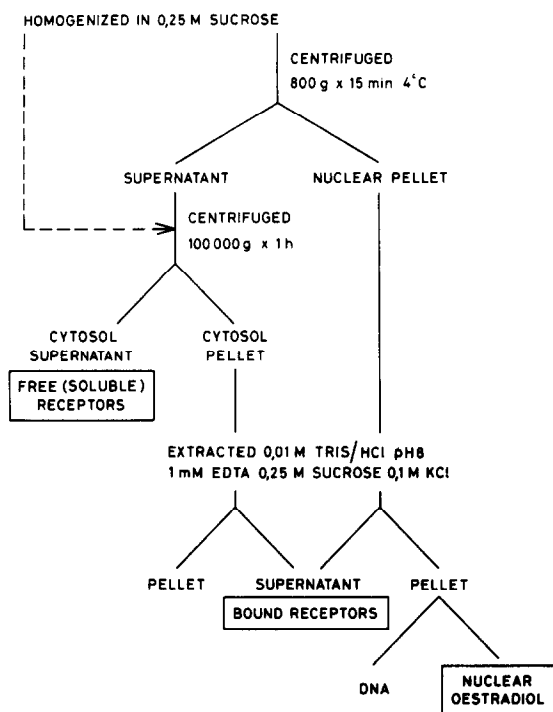 HOMOGENIZED IN 0,25 M SUCROSE
CENTRIFUGED
800 g x 15 min 4°C
SUPERNATANT
NUCLEAR PELLET
CENTRIFUGED
100 000 g x 1 h
CYTOSOL
SUPERNATANT
FREE (SOLUBLE)
RECEPTORS
CYTOSOL
PELLET
EXTRACTED 0,01 M TRIS/HCl pH8
1 mM EDTA 0,25 M SUCROSE 0,1 M KCl
PELLET
SUPERNATANT
BOUND RECEPTORS
PELLET
DNA
NUCLEAR
OESTRADIOL